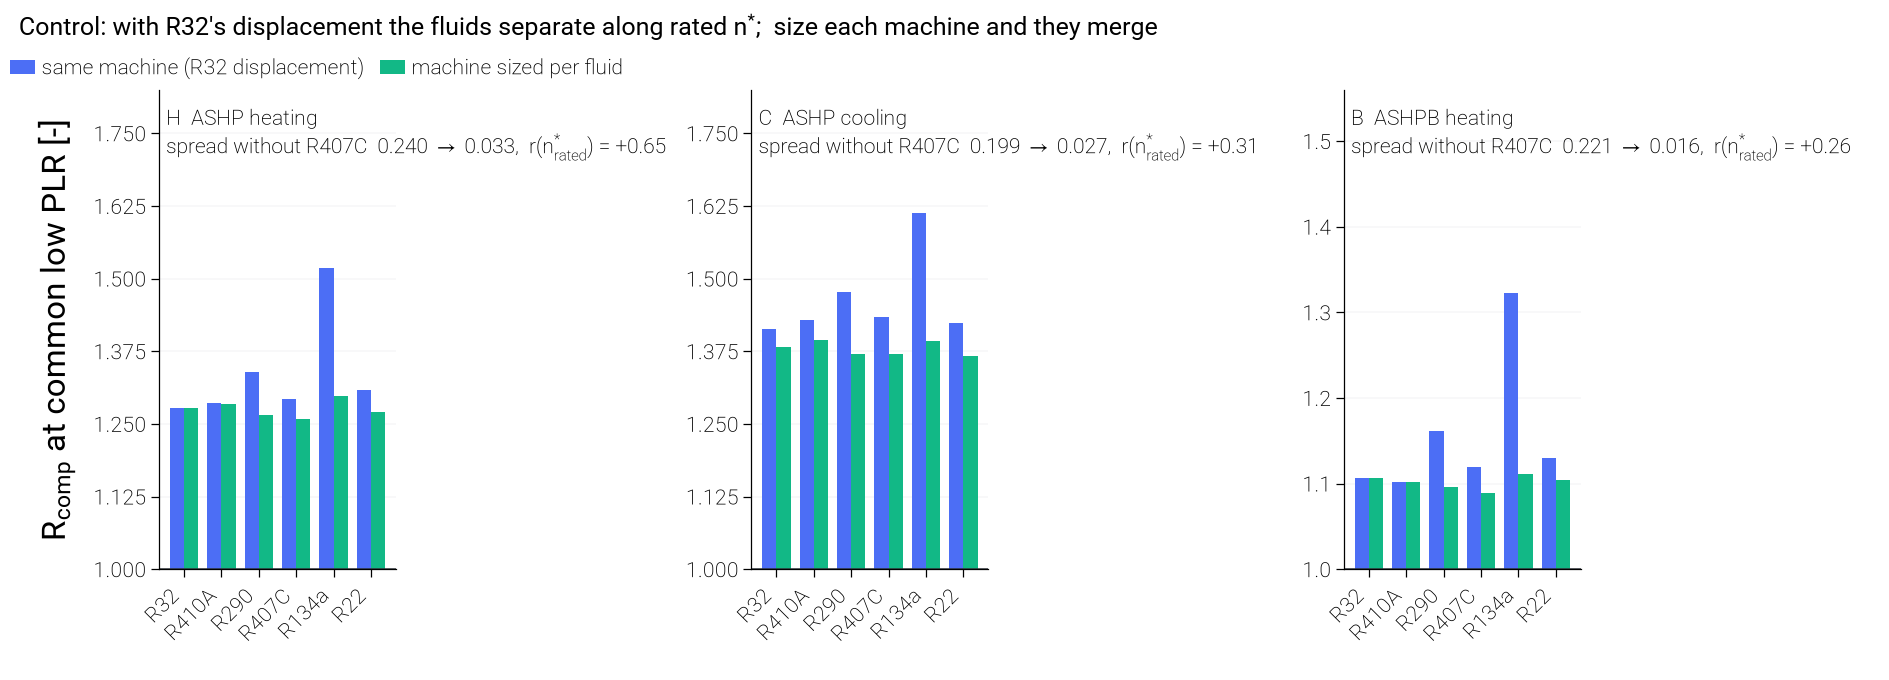 Control: with R32's displacement the fluids separate along rated n*; size each machine and they merge
same machine (R32 displacement) machine sized per fluid
R_comp at common low PLR [-]
H ASHP heating
spread without R407C 0.240 → 0.033, r(n*_rated) = +0.65
1.750
1.625
1.500
1.375
1.250
1.125
1.000
R32
R410A
R290
R407C
R134a
R22
C ASHP cooling
spread without R407C 0.199 → 0.027, r(n*_rated) = +0.31
1.750
1.625
1.500
1.375
1.250
1.125
1.000
R32
R410A
R290
R407C
R134a
R22
B ASHPB heating
spread without R407C 0.221 → 0.016, r(n*_rated) = +0.26
1.5
1.4
1.3
1.2
1.1
1.0
R32
R410A
R290
R407C
R134a
R22